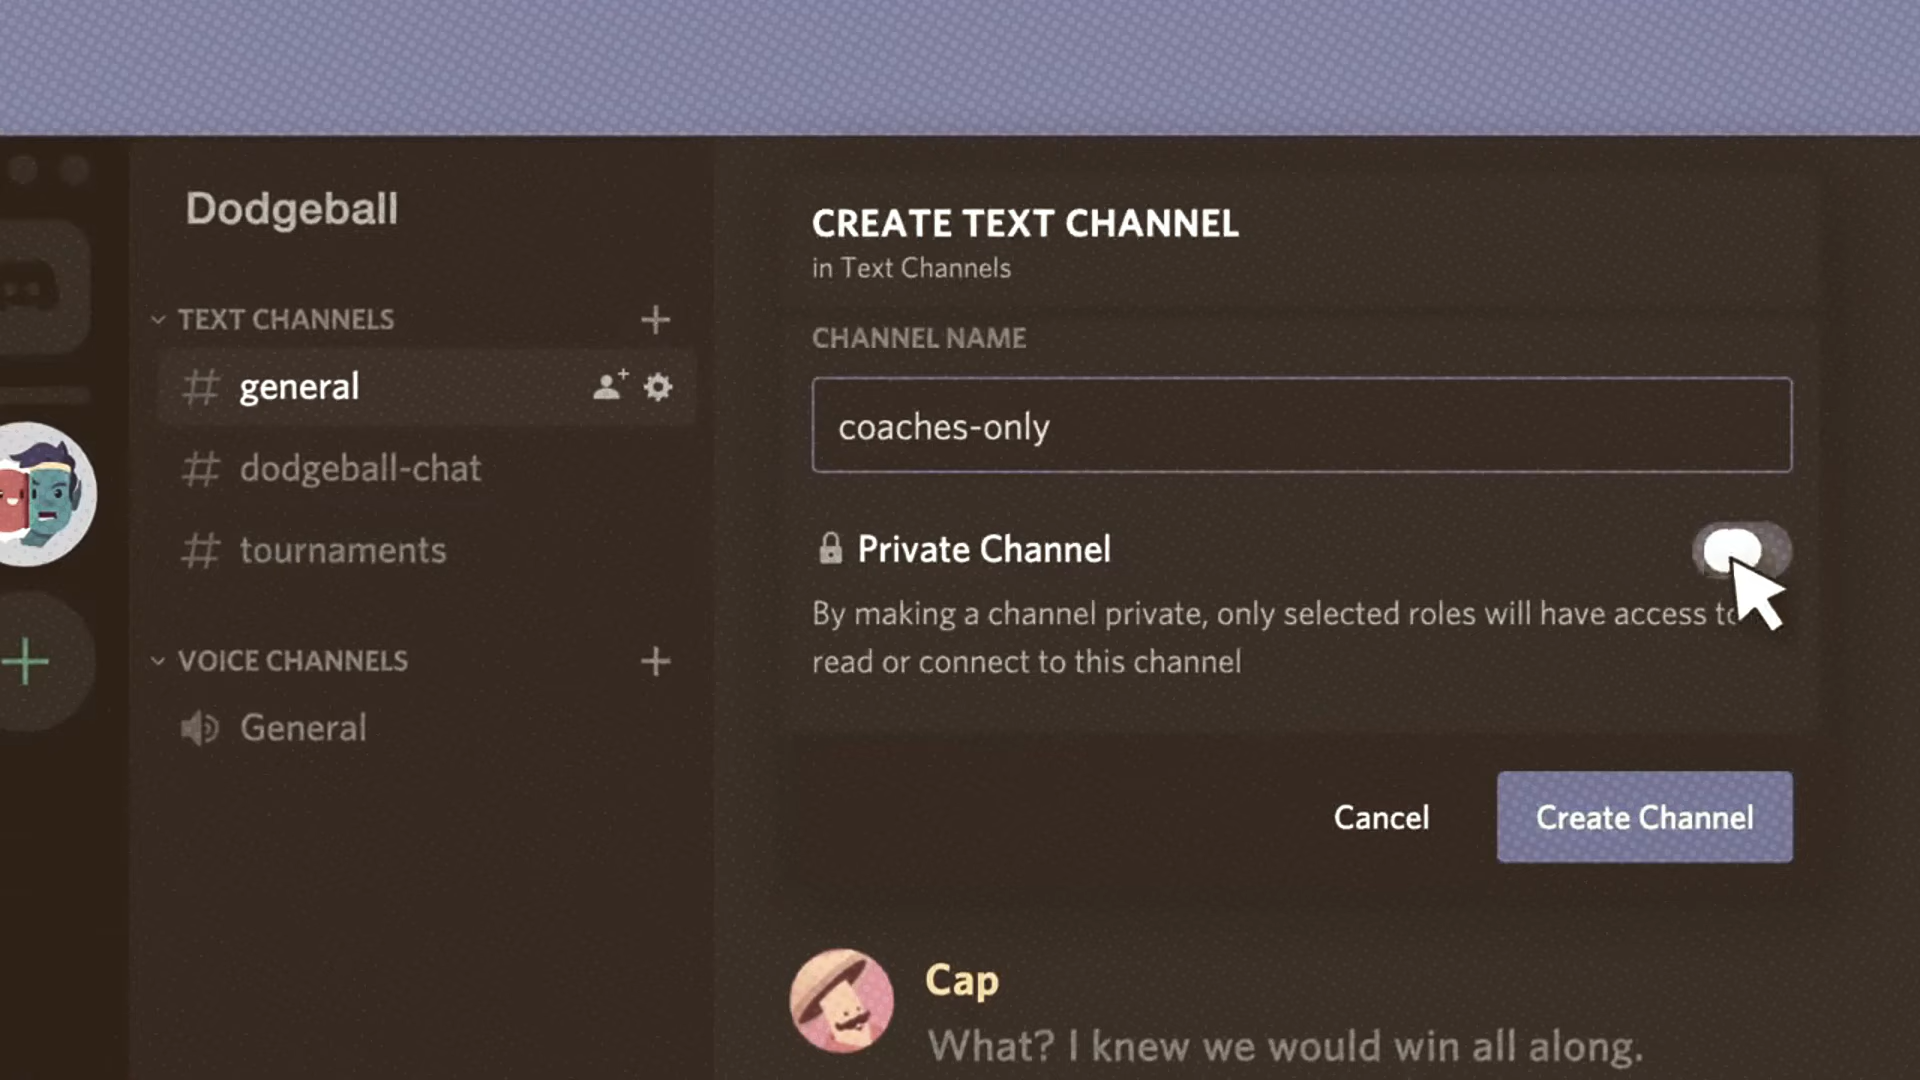 Dodgeball
TEXT CHANNELS
general
dodgeball-chat
tournaments
VOICE CHANNELS
General
CREATE TEXT CHANNEL
in Text Channels
CHANNEL NAME
coaches-only
Private Channel
By making a channel private, only selected roles will have access to
read or connect to this channel
Cancel
Create Channel
Cap
What? I knew we would win all along.